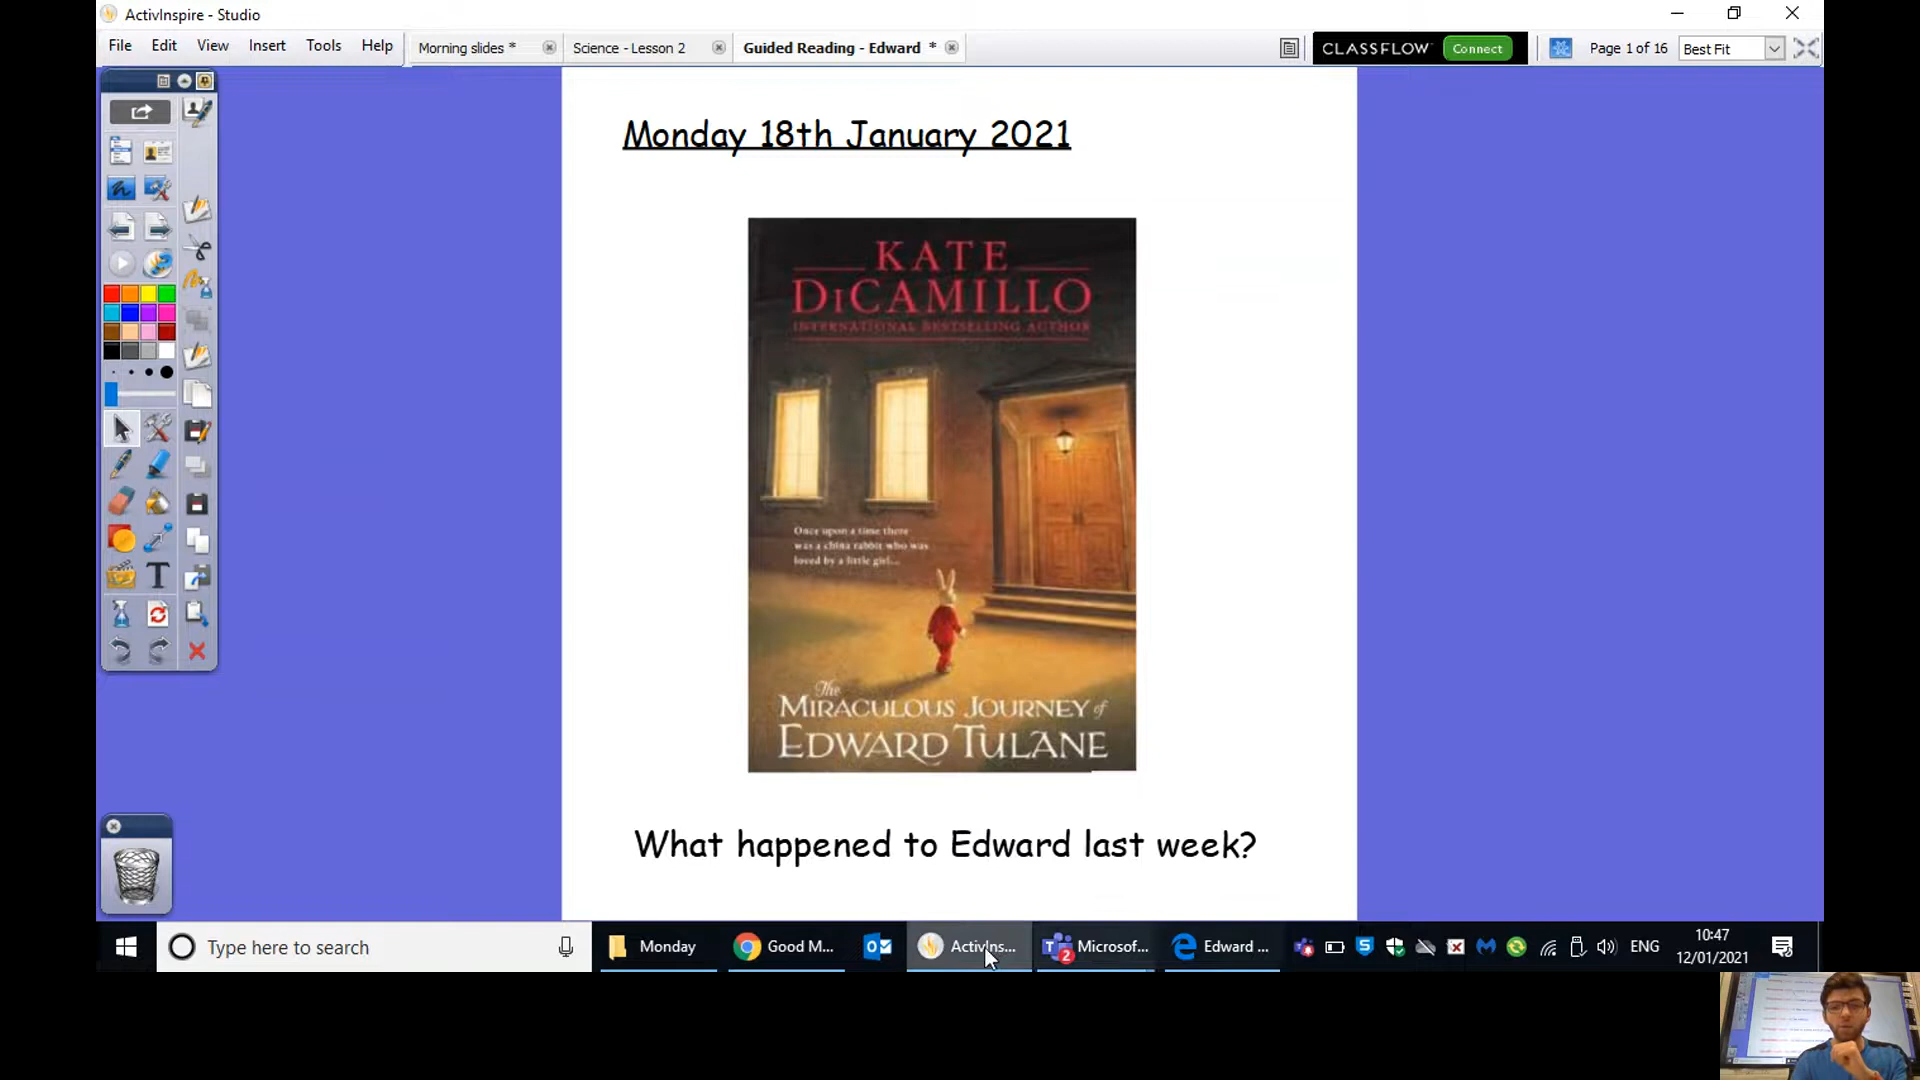 ActivInspire - Studio
File Edit View Insert Tools Help
Morning slides * Science - Lesson 2 Guided Reading - Edward *
CLASSFLOW Connect
Page 1 of 16 Best Fit
Monday 18th January 2021
KATE
DiCAMILLO
INTERNATIONAL BESTSELLING AUTHOR
Once upon a time there
was a china rabbit who was
loved by a little girl...
The
MIRACULOUS JOURNEY of
EDWARD TULANE
What happened to Edward last week?
Type here to search
Monday
Good M...
ActivIns...
2
Microsof...
Edward ...
ENG
10:47
12/01/2021